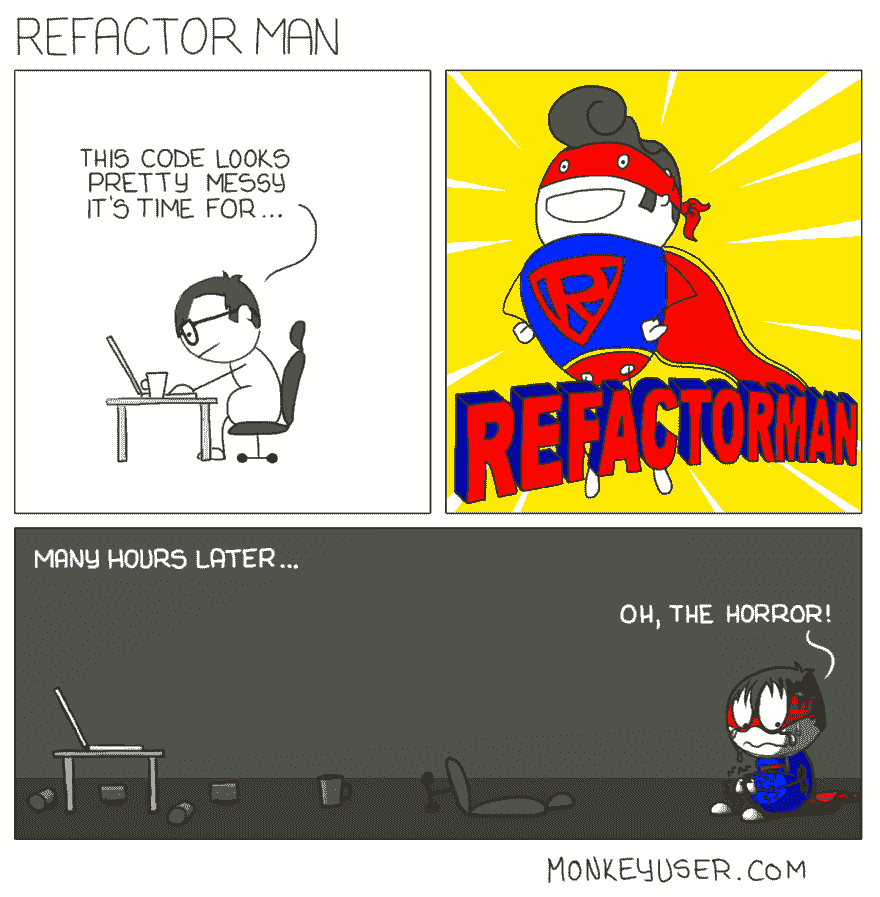 REFACTOR MAN
THIS CODE LOOKS
PRETTY MESSY
IT'S TIME FOR...
R
REFACTORMAN
MANY HOURS LATER...
OH, THE HORROR!
MONKEYUSER.COM